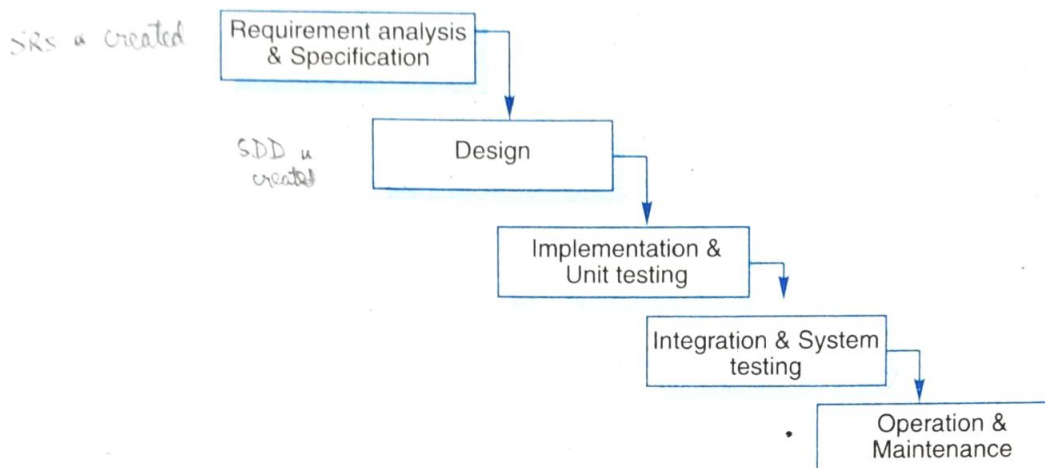 SRS is created
Requirement analysis
& Specification
SDD is
created
Design
Implementation &
Unit testing
Integration & System
testing
Operation &
Maintenance